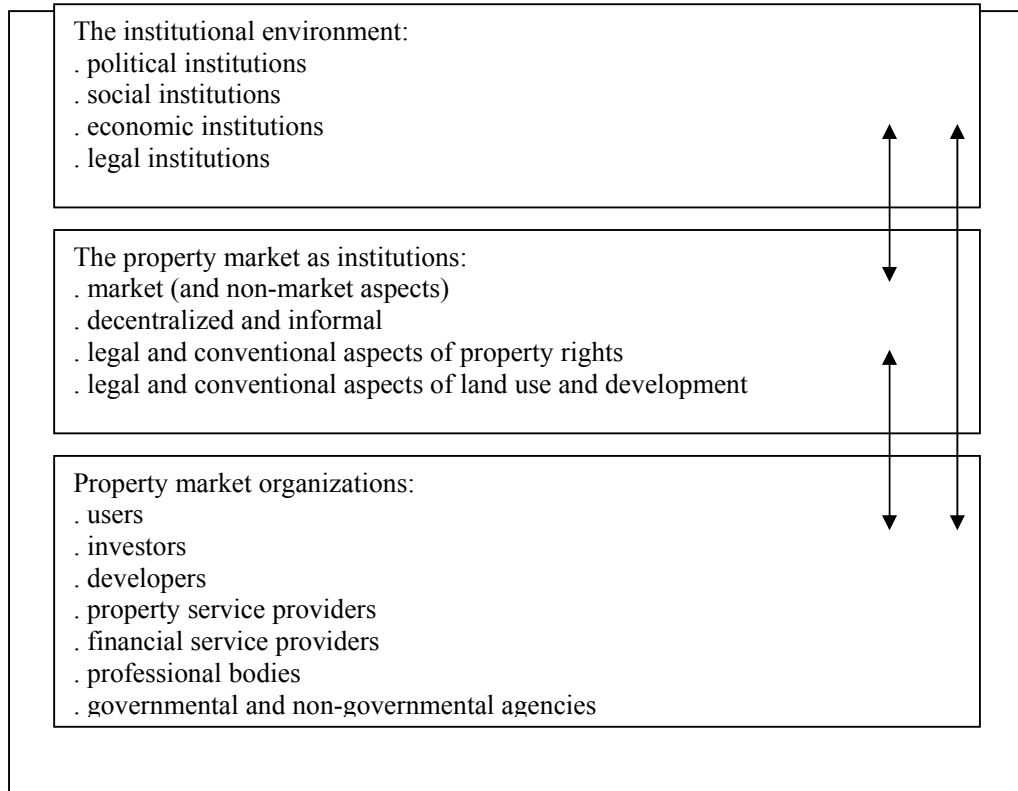 The institutional environment:
. political institutions
. social institutions
. economic institutions
. legal institutions
The property market as institutions:
. market (and non-market aspects)
. decentralized and informal
. legal and conventional aspects of property rights
. legal and conventional aspects of land use and development
Property market organizations:
. users
. investors
. developers
. property service providers
. financial service providers
. professional bodies
. governmental and non-governmental agencies